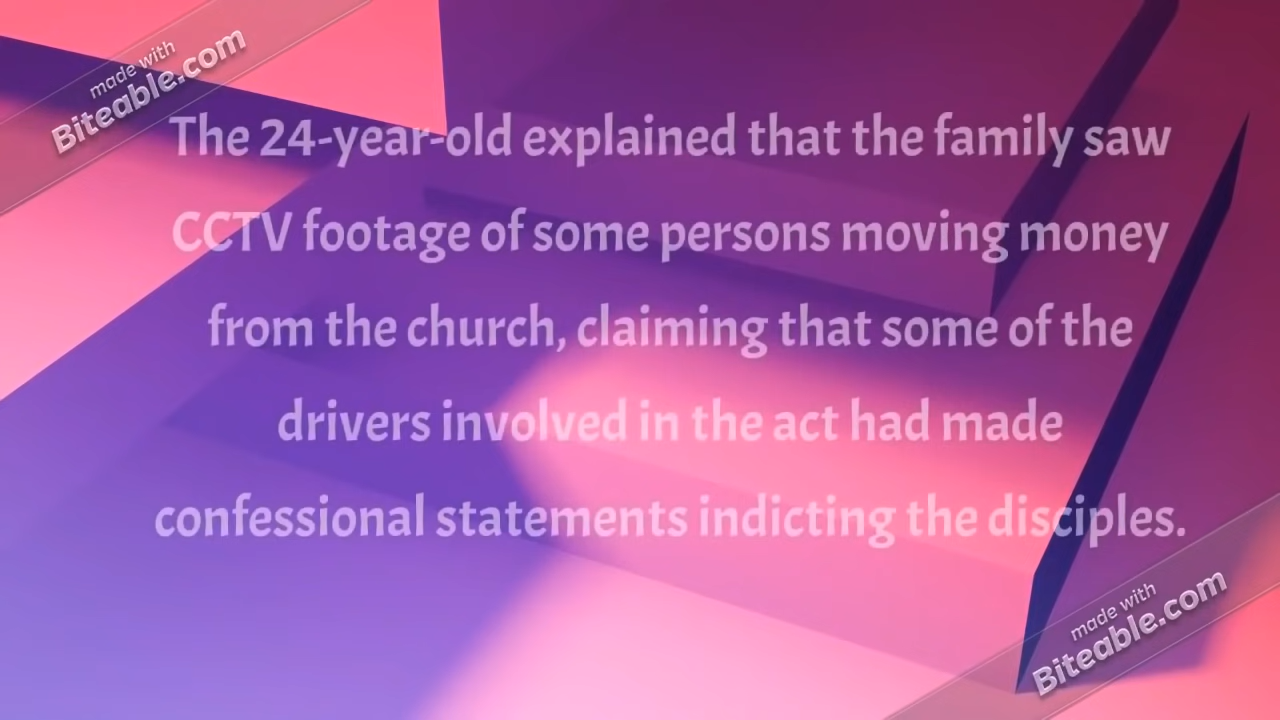 made with
Biteable.com
The 24-year-old explained that the family saw
CCTV footage of some persons moving money
from the church, claiming that some of the
drivers involved in the act had made
confessional statements indicting the disciples.
made with
Biteable.com